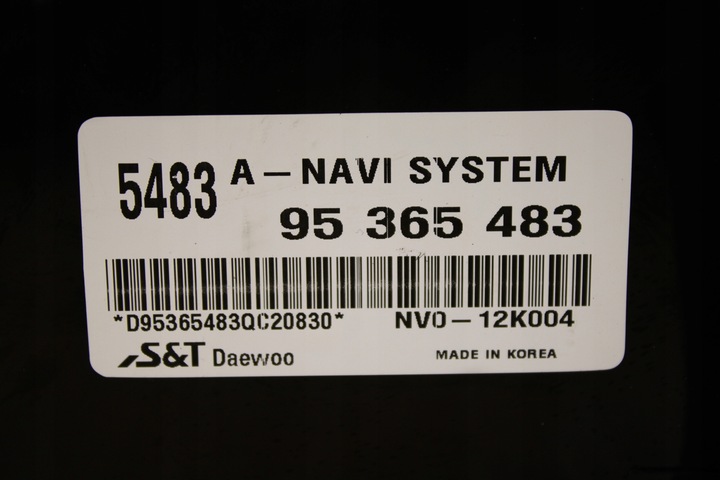 5483 A-NAVI SYSTEM
95 365 483
*D95365483QC20830* NV0-12K004
S&T Daewoo MADE IN KOREA